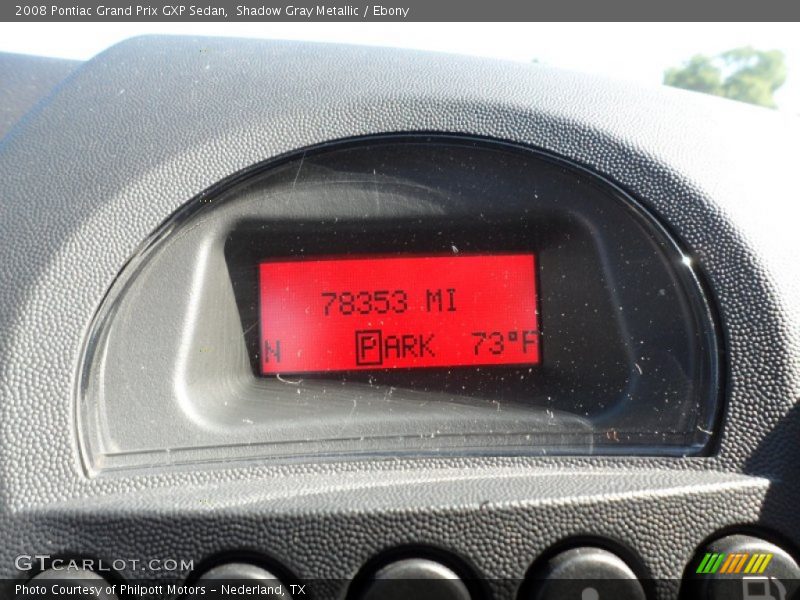 2008 Pontiac Grand Prix GXP Sedan, Shadow Gray Metallic / Ebony
78353 MI
N PARK 73°F
GTCARLOT.COM
Photo Courtesy of Philpott Motors - Nederland, TX